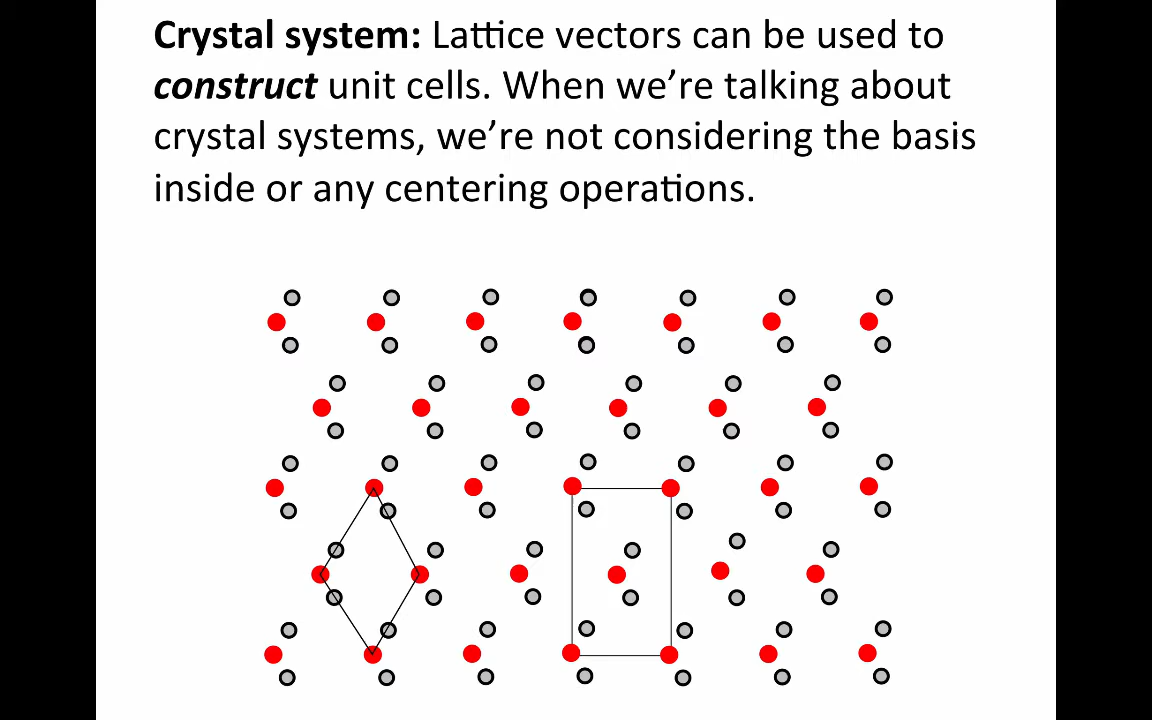 Crystal system: Lattice vectors can be used to
construct unit cells. When we’re talking about
crystal systems, we’re not considering the basis
inside or any centering operations.